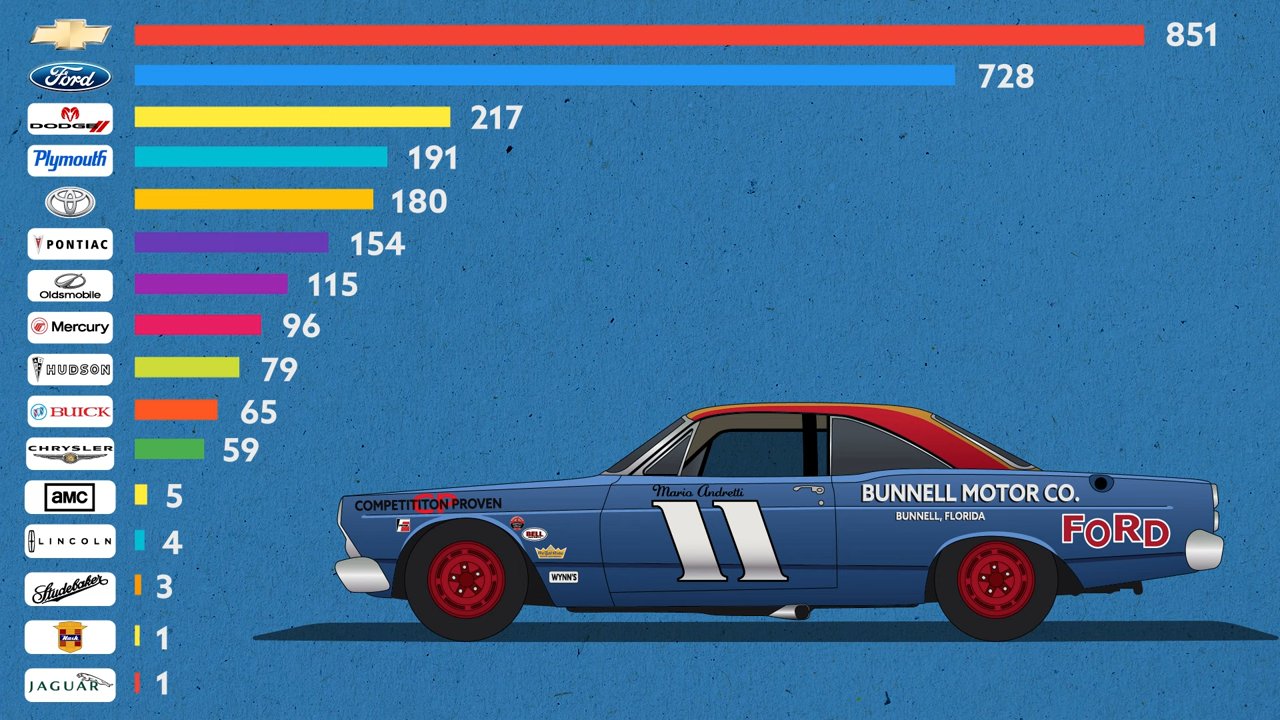 851
Ford
728
DODGE
217
Plymouth
191
180
PONTIAC
154
Oldsmobile
115
Mercury
96
HUDSON
79
BUICK
65
CHRYSLER
59
AMC
5
LINCOLN
4
Studebaker
3
Nash
1
JAGUAR
1
COMPETITITON PROVEN
Mario Andretti
11
BUNNELL MOTOR CO.
BUNNELL, FLORIDA
FORD
BELL
WYNN'S